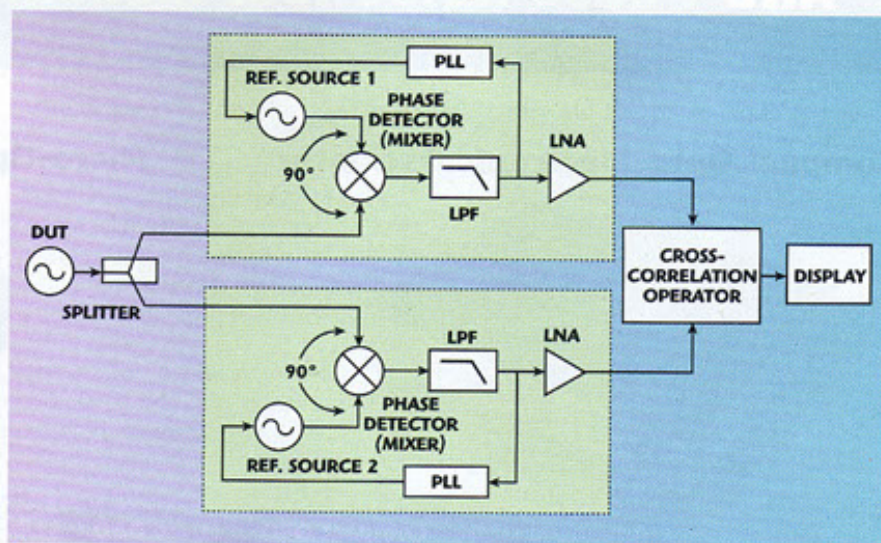 PLL
REF. SOURCE 1
PHASE
DETECTOR
(MIXER)
LNA
90°
LPF
DUT
SPLITTER
CROSS-
CORRELATION
OPERATOR
DISPLAY
LPF
LNA
90°
PHASE
DETECTOR
(MIXER)
REF. SOURCE 2
PLL